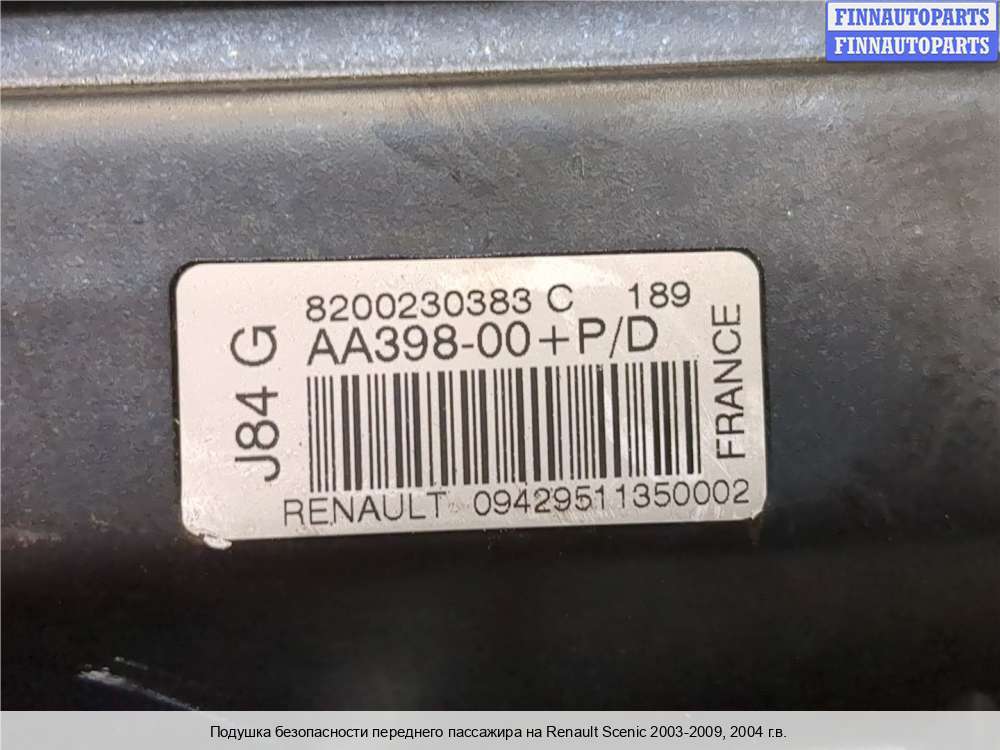 FINNAUTOPARTS
FINNAUTOPARTS
8200230383 C 189
AA398-00+P/D
J84 G
FRANCE
RENAULT 09429511350002
Подушка безопасности переднего пассажира на Renault Scenic 2003-2009, 2004 г.в.